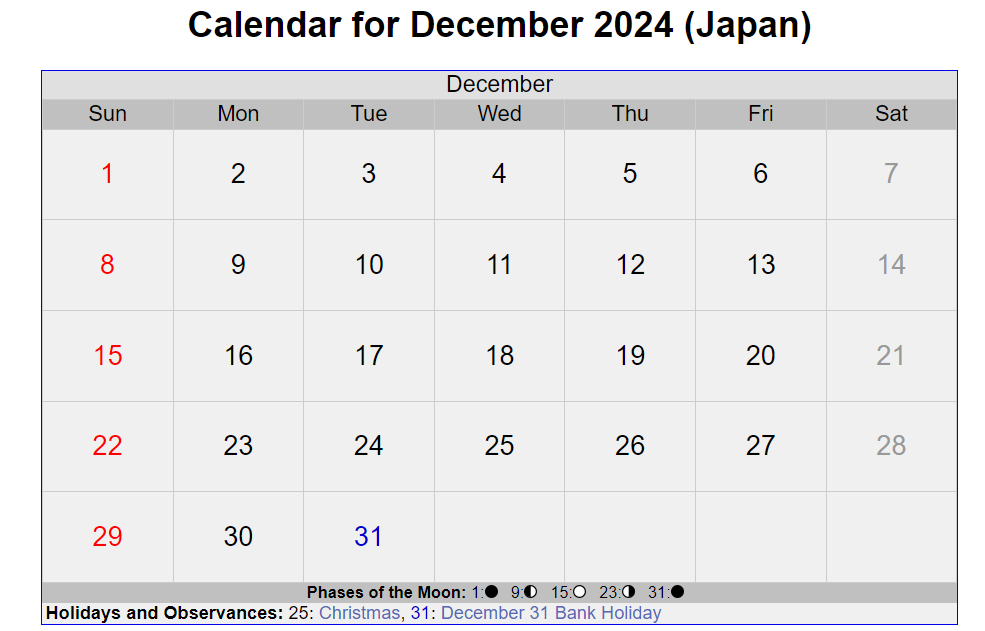 Calendar for December 2024 (Japan)
December
Sun Mon Tue Wed Thu Fri Sat
1 2 3 4 5 6 7
8 9 10 11 12 13 14
15 16 17 18 19 20 21
22 23 24 25 26 27 28
29 30 31
Phases of the Moon: 1:● 9:◐ 15:○ 23:◑ 31:●
Holidays and Observances: 25: Christmas, 31: December 31 Bank Holiday